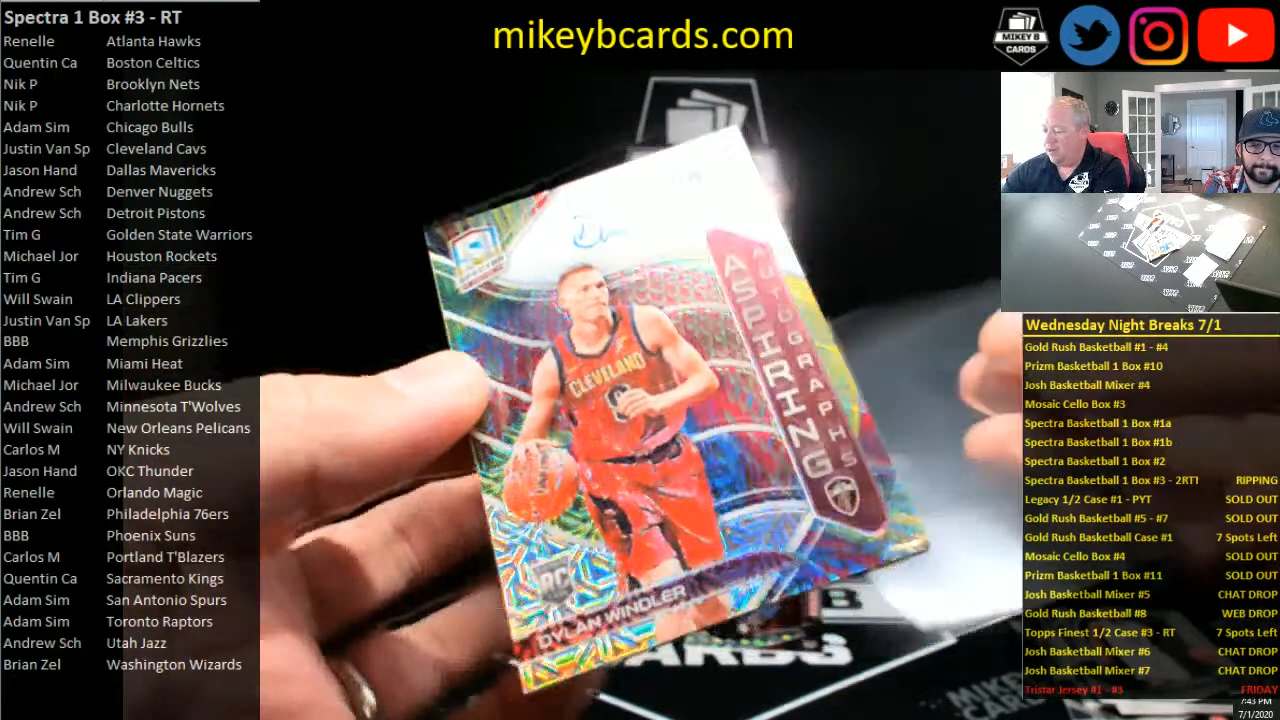 Spectra 1 Box #3 - RT
Renelle Atlanta Hawks
Quentin Ca Boston Celtics
Nik P Brooklyn Nets
Nik P Charlotte Hornets
Adam Sim Chicago Bulls
Justin Van Sp Cleveland Cavs
Jason Hand Dallas Mavericks
Andrew Sch Denver Nuggets
Andrew Sch Detroit Pistons
Tim G Golden State Warriors
Michael Jor Houston Rockets
Tim G Indiana Pacers
Will Swain LA Clippers
Justin Van Sp LA Lakers
BBB Memphis Grizzlies
Adam Sim Miami Heat
Michael Jor Milwaukee Bucks
Andrew Sch Minnesota T'Wolves
Will Swain New Orleans Pelicans
Carlos M NY Knicks
Jason Hand OKC Thunder
Renelle Orlando Magic
Brian Zel Philadelphia 76ers
BBB Phoenix Suns
Carlos M Portland T'Blazers
Quentin Ca Sacramento Kings
Adam Sim San Antonio Spurs
Adam Sim Toronto Raptors
Andrew Sch Utah Jazz
Brian Zel Washington Wizards
mikeybcards.com
MIKEY B
CARDS
ASPIRING
AUTOGRAPHS
CLEVELAND
RC
DYLAN WINDLER
CARDS
Wednesday Night Breaks 7/1
Gold Rush Basketball #1 - #4
Prizm Basketball 1 Box #10
Josh Basketball Mixer #4
Mosaic Cello Box #3
Spectra Basketball 1 Box #1a
Spectra Basketball 1 Box #1b
Spectra Basketball 1 Box #2
Spectra Basketball 1 Box #3 - 2RT1 RIPPING
Legacy 1/2 Case #1 - PYT SOLD OUT
Gold Rush Basketball #5 - #7 SOLD OUT
Gold Rush Basketball Case #1 7 Spots Left
Mosaic Cello Box #4 SOLD OUT
Prizm Basketball 1 Box #11 SOLD OUT
Josh Basketball Mixer #5 CHAT DROP
Gold Rush Basketball #8 WEB DROP
Topps Finest 1/2 Case #3 - RT 7 Spots Left
Josh Basketball Mixer #6 CHAT DROP
Josh Basketball Mixer #7 CHAT DROP
Tristar Jersey #1 - #3 FRIDAY
7:43 PM
7/1/2020